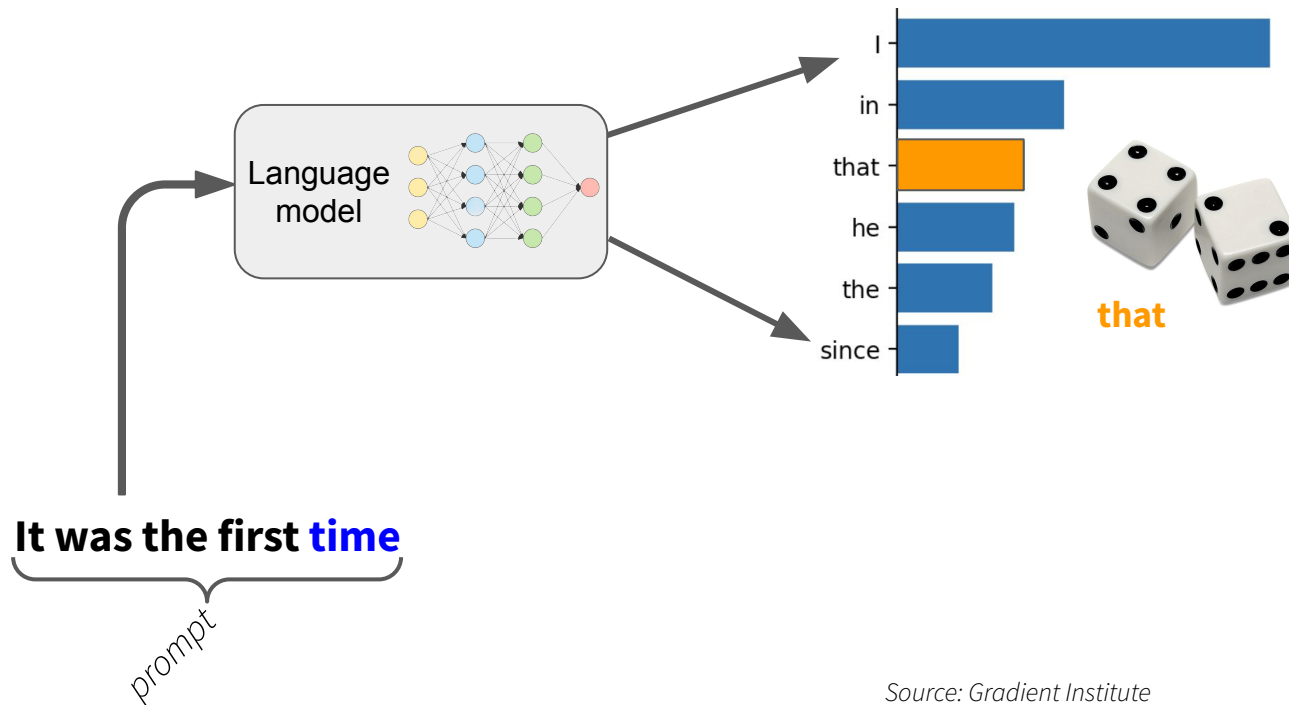 Language
model
I
in
that
he
the
since
that
It was the first time
prompt
Source: Gradient Institute